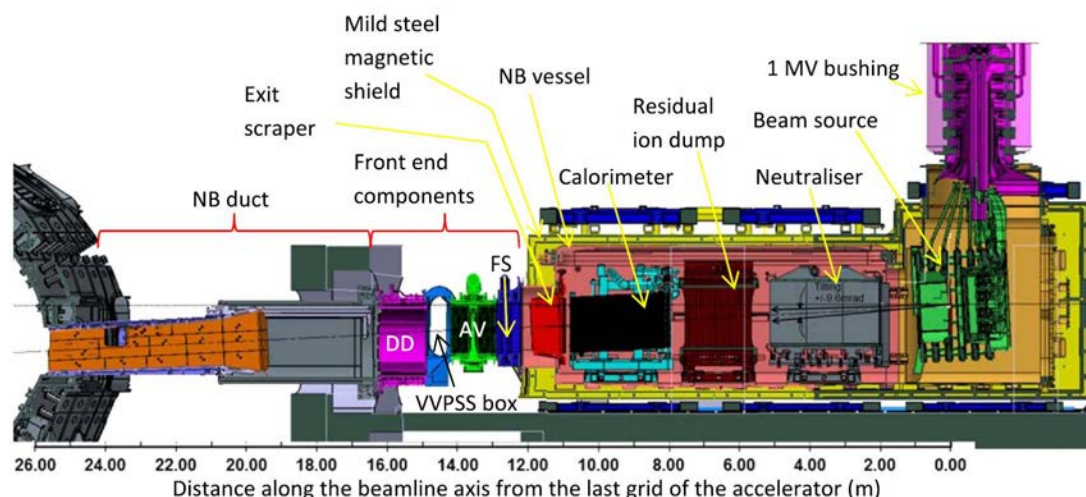 Mild steel
magnetic
shield
Exit
scraper
NB vessel
1 MV bushing
Residual
ion dump
Beam source
Front end
components
Calorimeter
Neutraliser
NB duct
FS
Tilting
+/-9.6mrad
AV
DD
VVPSS box
26.00 24.00 22.00 20.00 18.00 16.00 14.00 12.00 10.00 8.00 6.00 4.00 2.00 0.00
Distance along the beamline axis from the last grid of the accelerator (m)